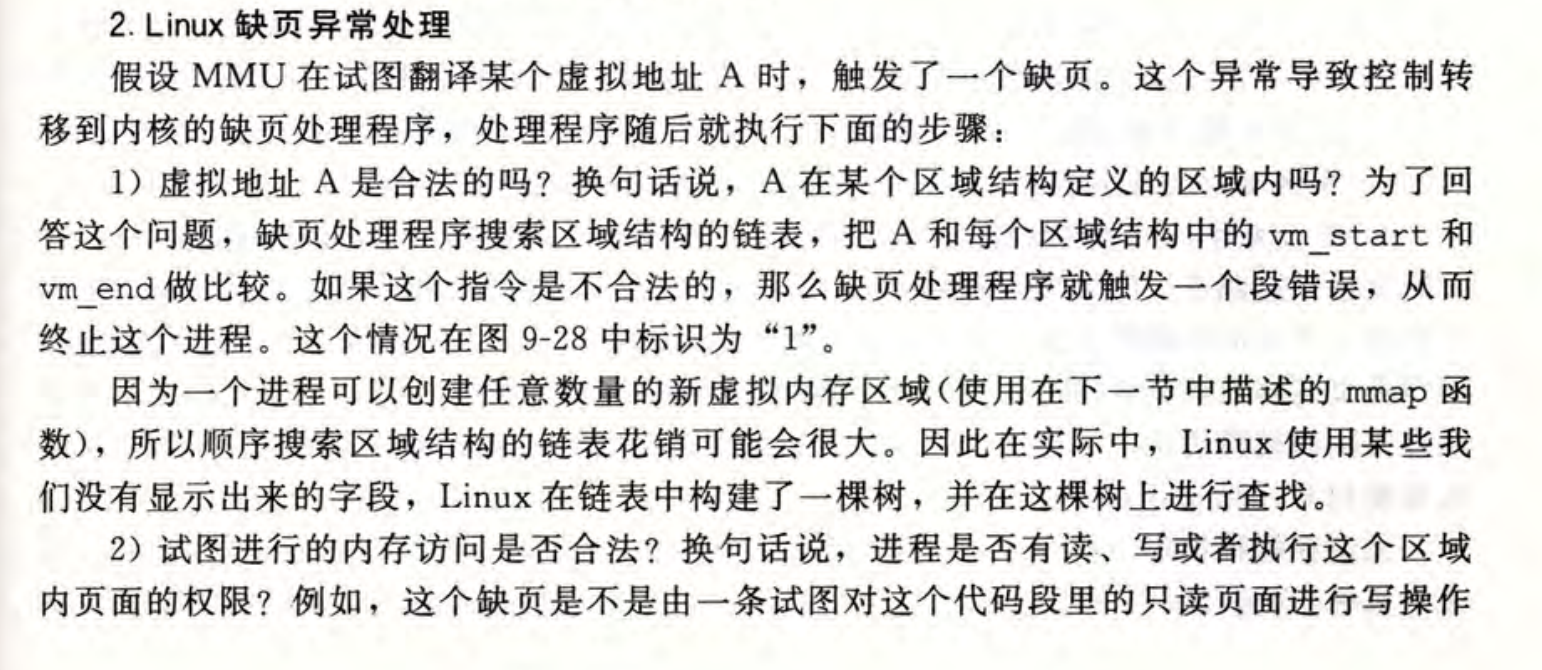 2. Linux 缺页异常处理
假设 MMU 在试图翻译某个虚拟地址 A 时，触发了一个缺页。这个异常导致控制转
移到内核的缺页处理程序，处理程序随后就执行下面的步骤：
1) 虚拟地址 A 是合法的吗？换句话说，A 在某个区域结构定义的区域内吗？为了回
答这个问题，缺页处理程序搜索区域结构的链表，把 A 和每个区域结构中的 vm_start 和
vm_end 做比较。如果这个指令是不合法的，那么缺页处理程序就触发一个段错误，从而
终止这个进程。这个情况在图 9-28 中标识为“1”。
因为一个进程可以创建任意数量的新虚拟内存区域(使用在下一节中描述的 mmap 函
数)，所以顺序搜索区域结构的链表花销可能会很大。因此在实际中，Linux 使用某些我
们没有显示出来的字段，Linux 在链表中构建了一棵树，并在这棵树上进行查找。
2) 试图进行的内存访问是否合法？换句话说，进程是否有读、写或者执行这个区域
内页面的权限？例如，这个缺页是不是由一条试图对这个代码段里的只读页面进行写操作